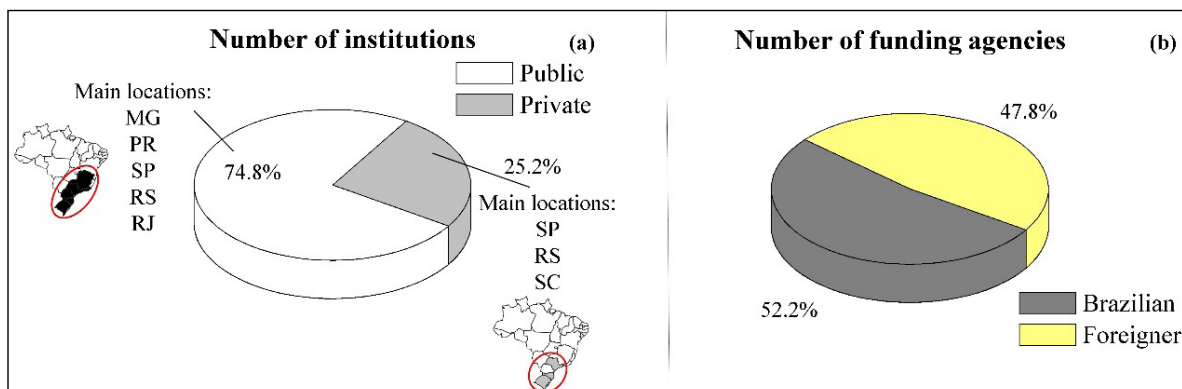 Number of institutions
(a)
Public
Private
Main locations:
MG
PR
SP
RS
RJ
74.8%
25.2%
Main locations:
SP
RS
SC
Number of funding agencies
(b)
47.8%
52.2%
Brazilian
Foreigner